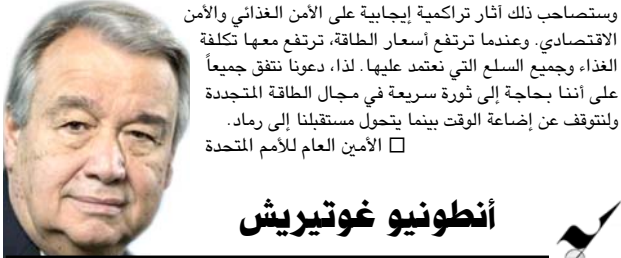 وستصاحب ذلك آثار تراكمية إيجابية على الأمن الغذائي والأمن
الاقتصادي. وعندما ترتفع أسعار الطاقة، ترتفع معها تكلفة
الغذاء وجميع السلع التي نعتمد عليها. لذا، دعونا نتفق جميعاً
على أننا بحاجة إلى ثورة سريعة في مجال الطاقة المتجددة
ولنتوقف عن إضاعة الوقت بينما يتحول مستقبلنا إلى رماد.
□ الأمين العام للأمم المتحدة
أنطونيو غوتيريش